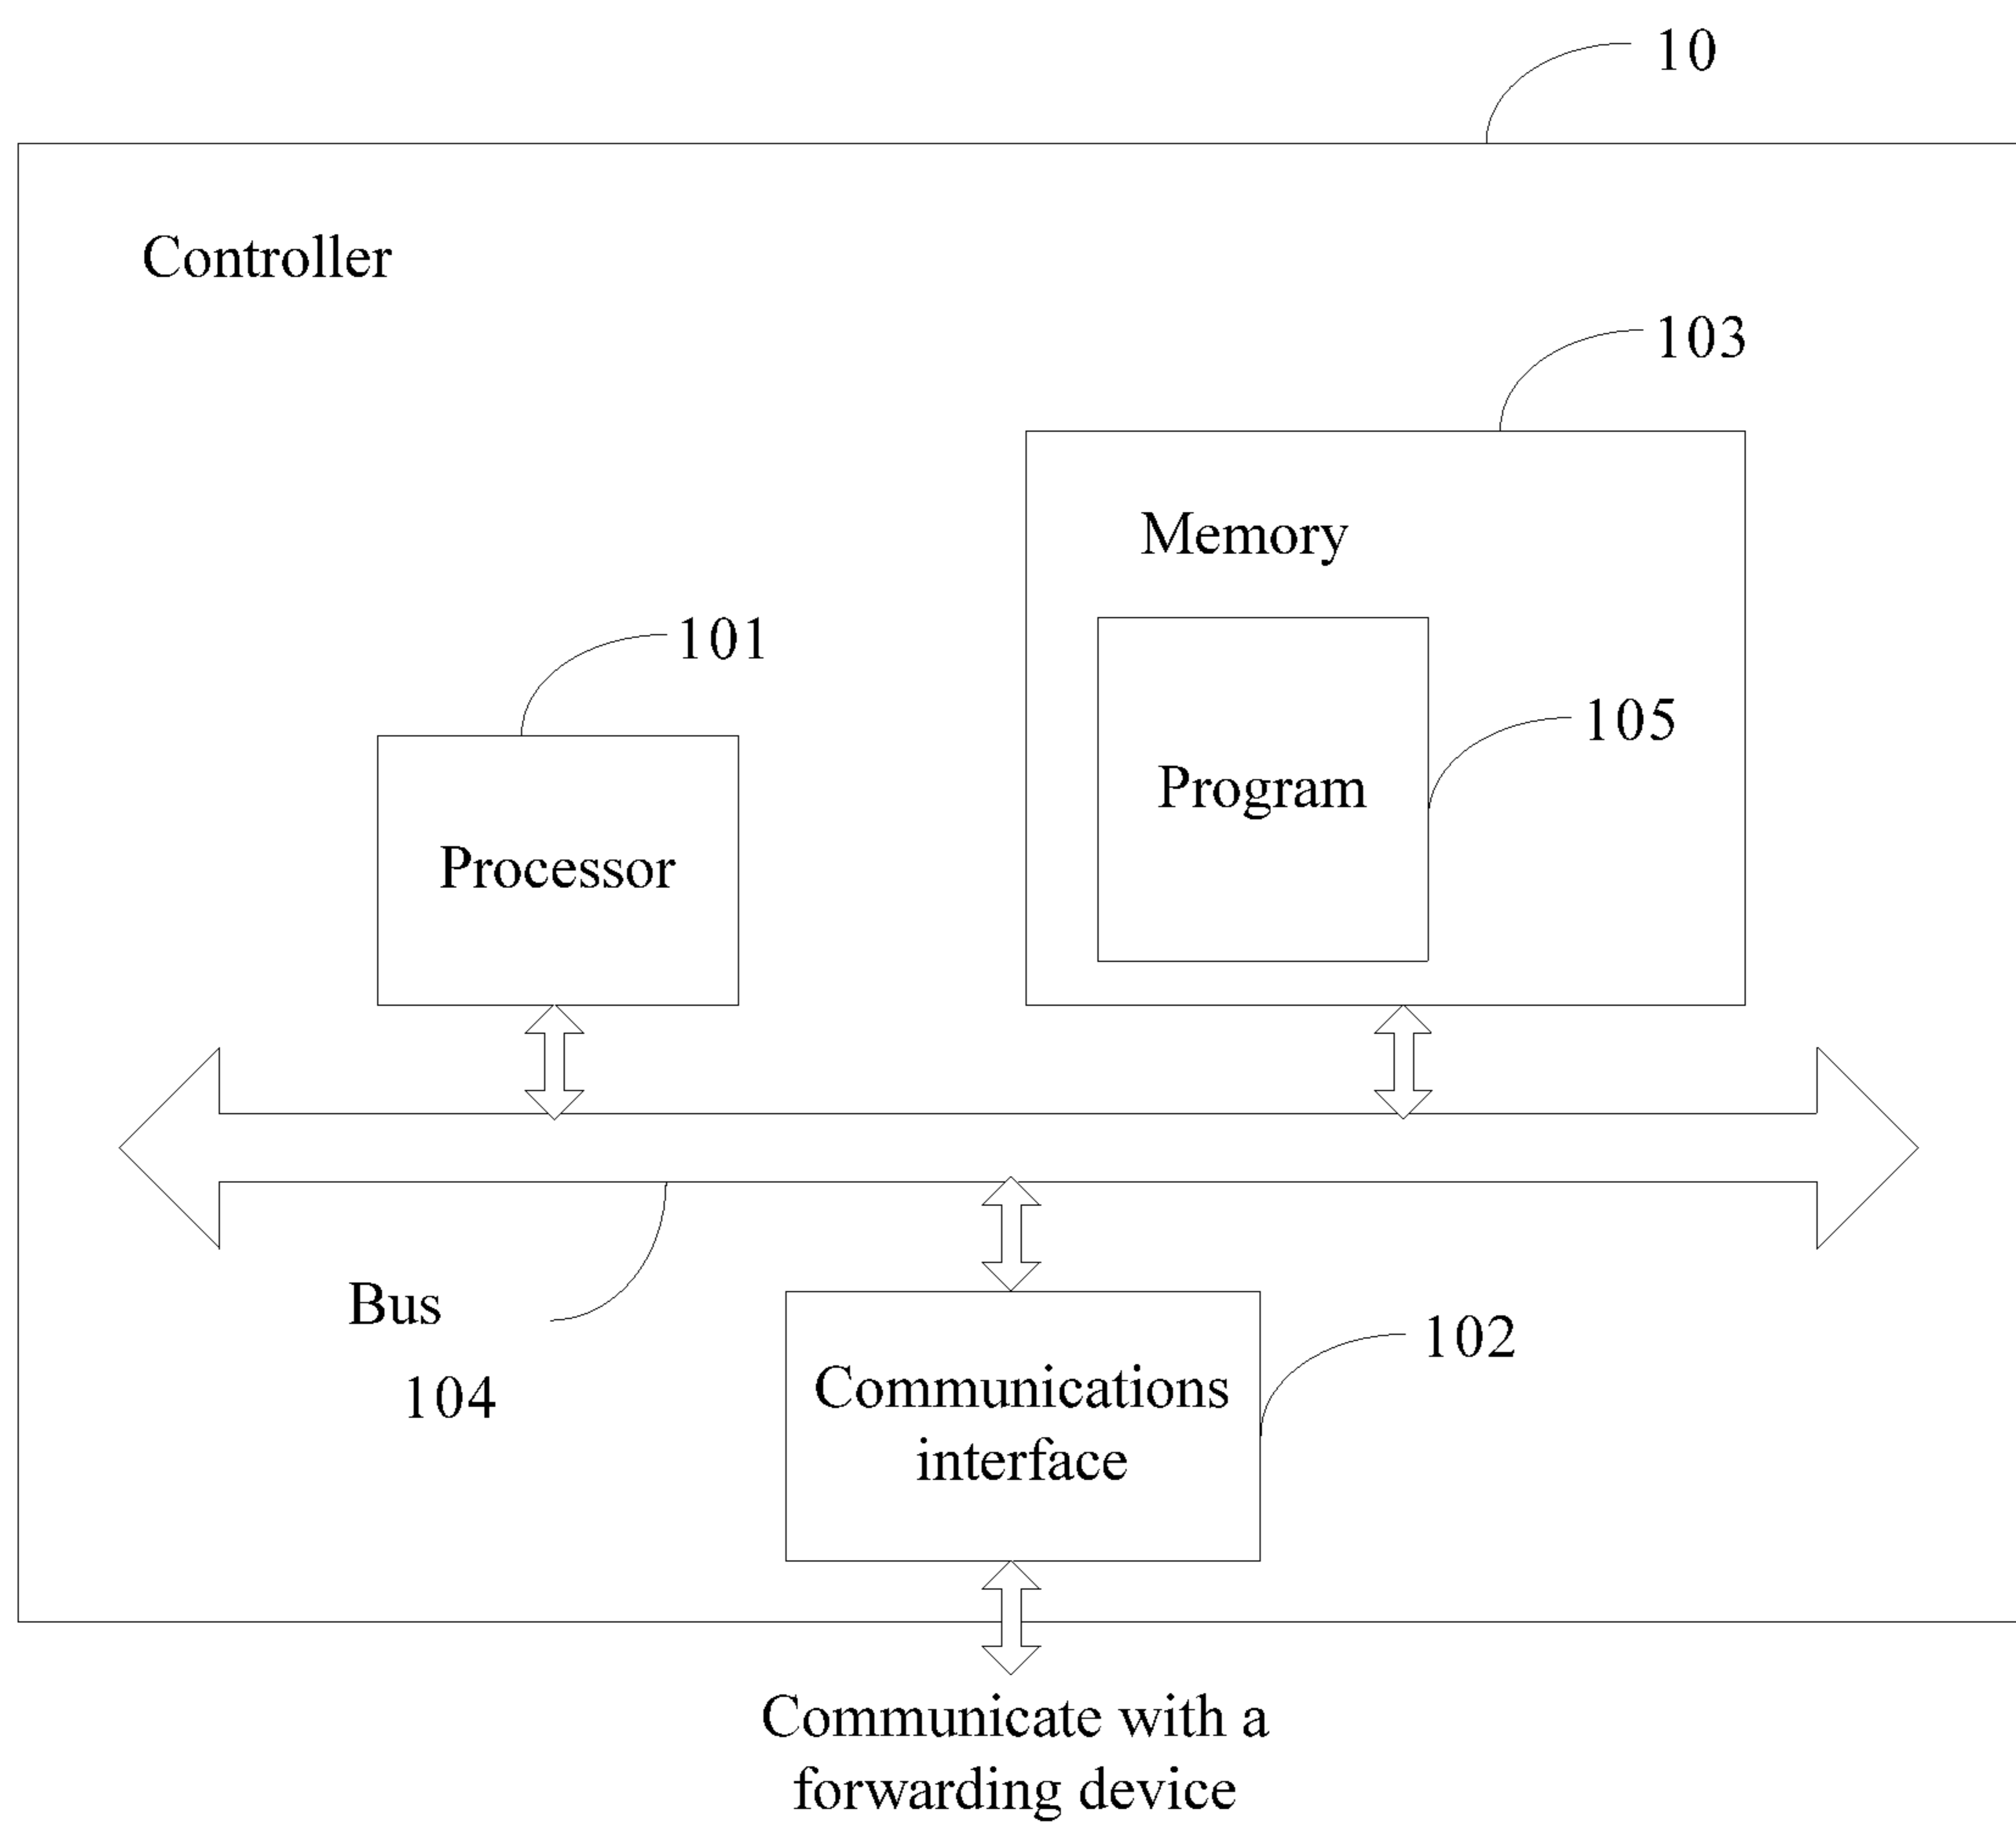 10
Controller
103
Memory
101
105
Program
Processor
Bus
104
102
Communications
interface
Communicate with a
forwarding device